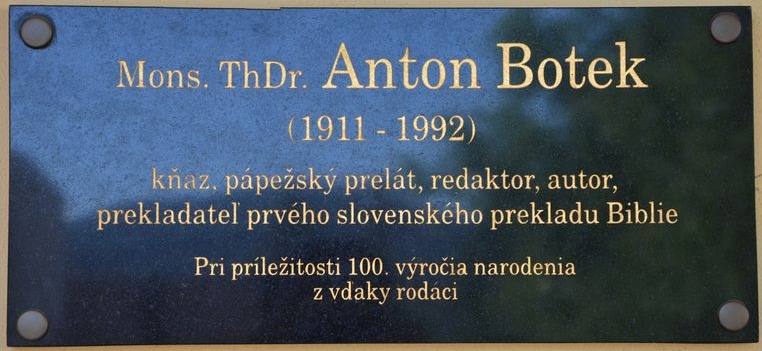 Mons. ThDr. Anton Botek
(1911 - 1992)
kňaz, pápežský prelát, redaktor, autor,
prekladateľ prvého slovenského prekladu Biblie
Pri príležitosti 100. výročia narodenia
z vďaky rodáci